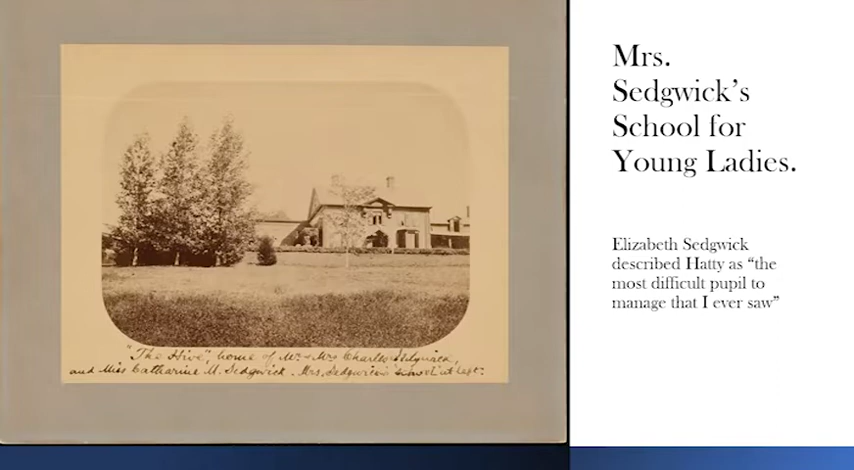 "The Hive", home of Mr. & Mrs. Charles Sedgwick,
and Miss Catharine M. Sedgwick - Mrs. Sedgwick's "school" at left.
Mrs.
Sedgwick’s
School for
Young Ladies.
Elizabeth Sedgwick
described Hatty as “the
most difficult pupil to
manage that I ever saw”